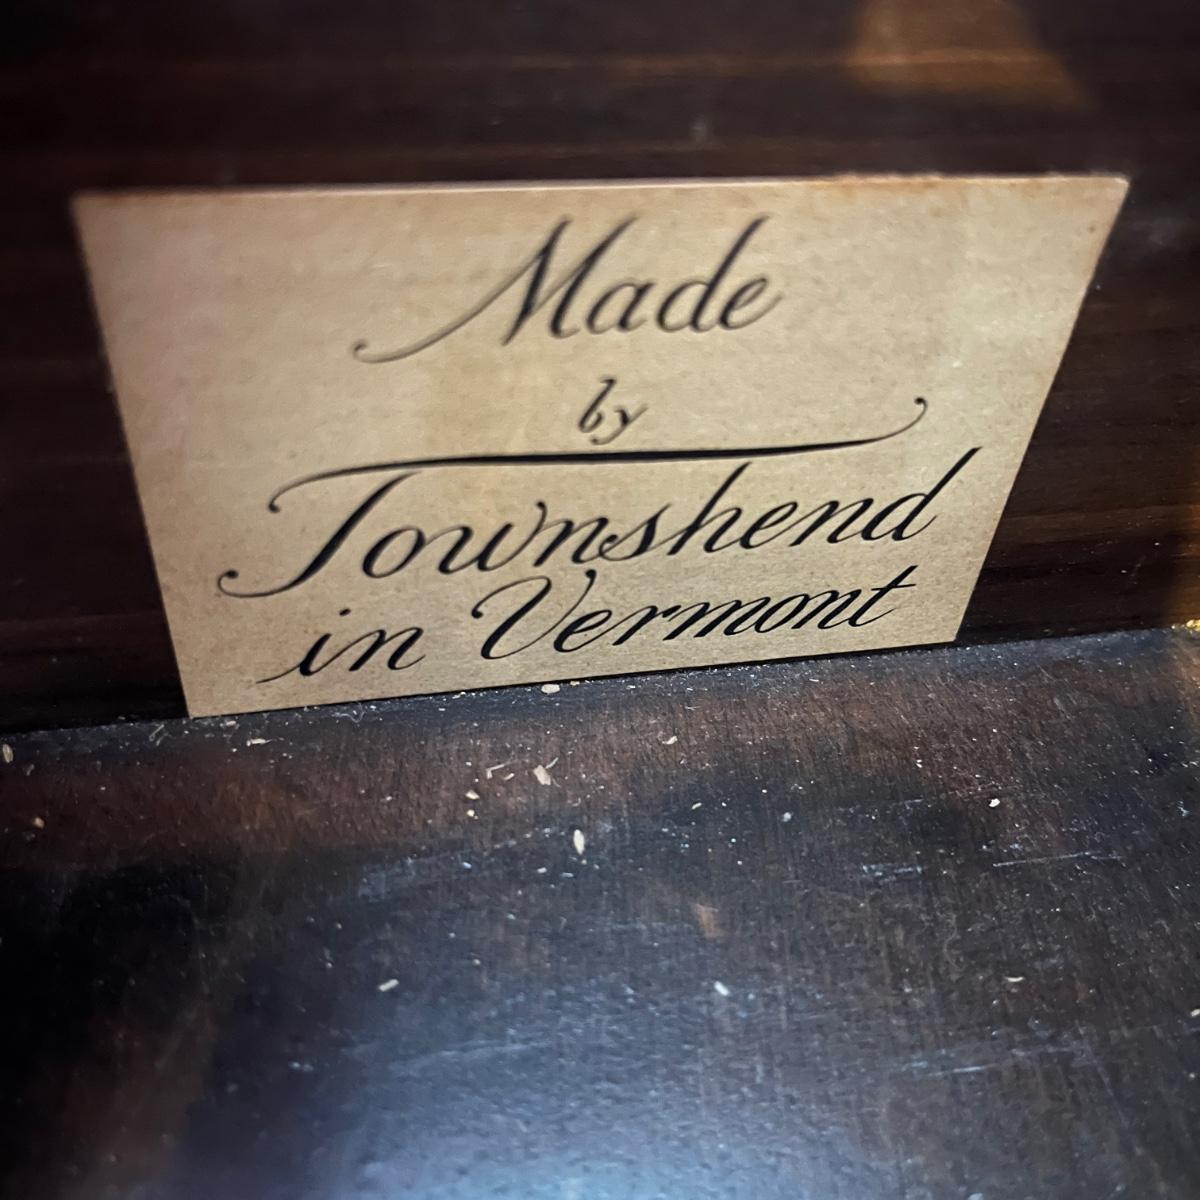 Made
by
Townshend
in Vermont